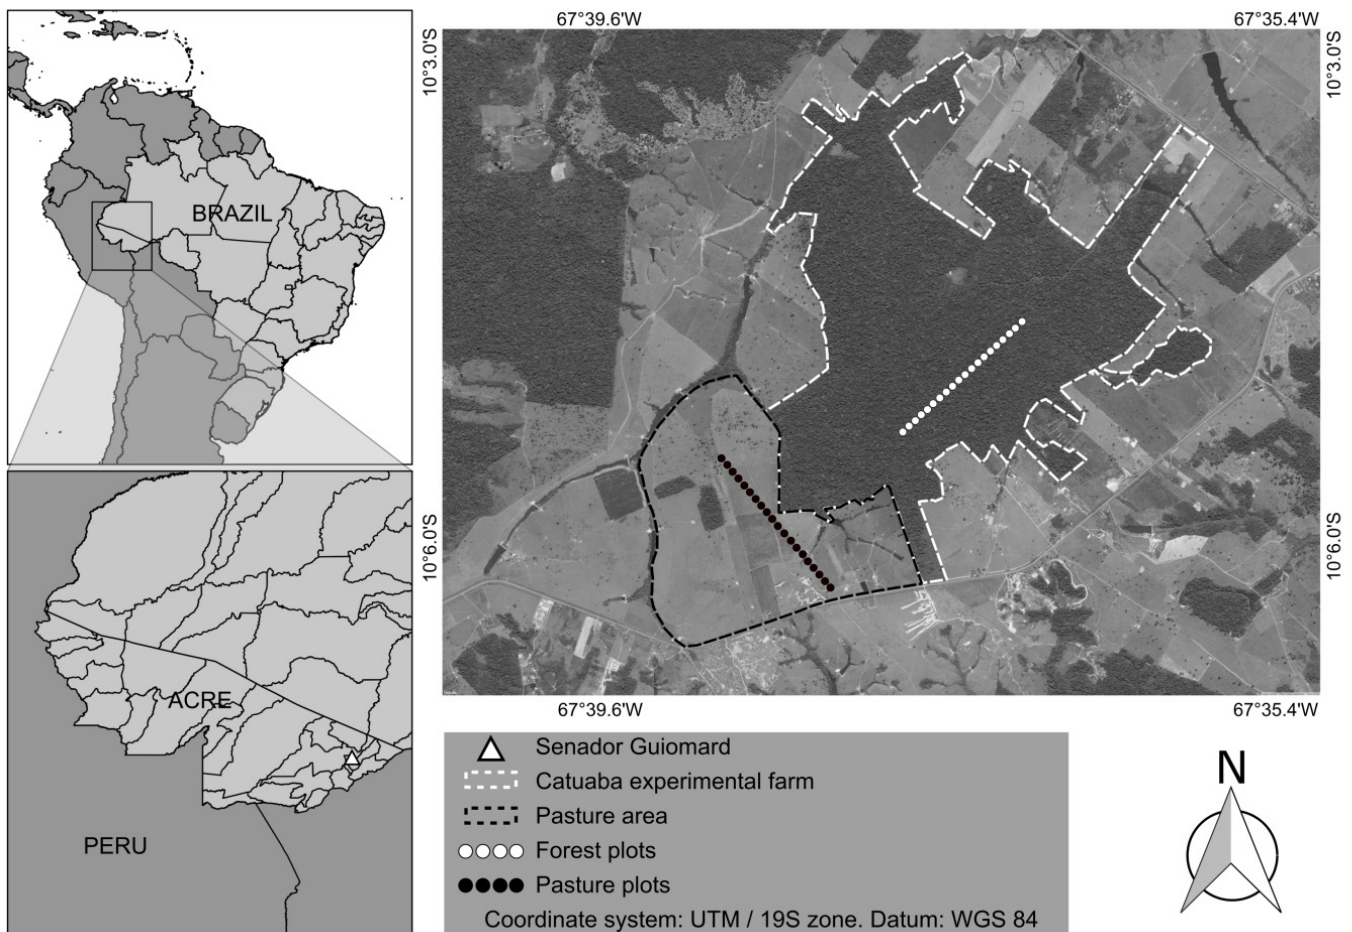 67°39.6'W
67°35.4'W
10°3.0'S
10°3.0'S
BRAZIL
10°6.0'S
10°6.0'S
ACRE
PERU
67°39.6'W
67°35.4'W
Senador Guiomard
Catuaba experimental farm
Pasture area
Forest plots
Pasture plots
Coordinate system: UTM / 19S zone. Datum: WGS 84
N